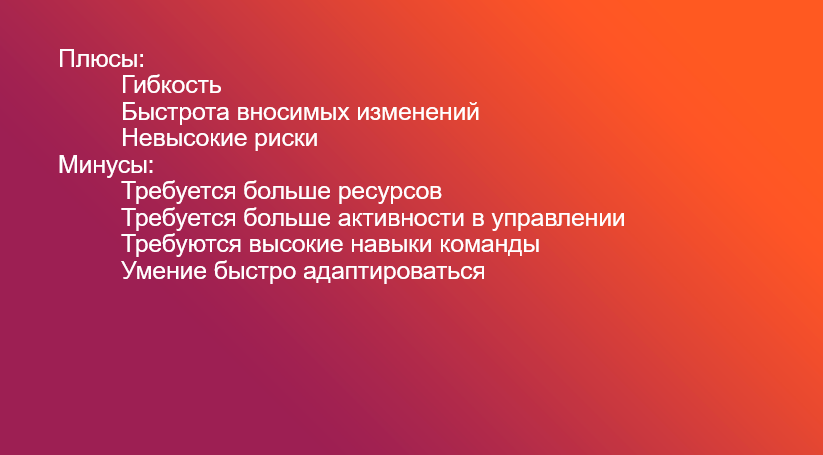 Плюсы:
Гибкость
Быстрота вносимых изменений
Невысокие риски
Минусы:
Требуется больше ресурсов
Требуется больше активности в управлении
Требуются высокие навыки команды
Умение быстро адаптироваться